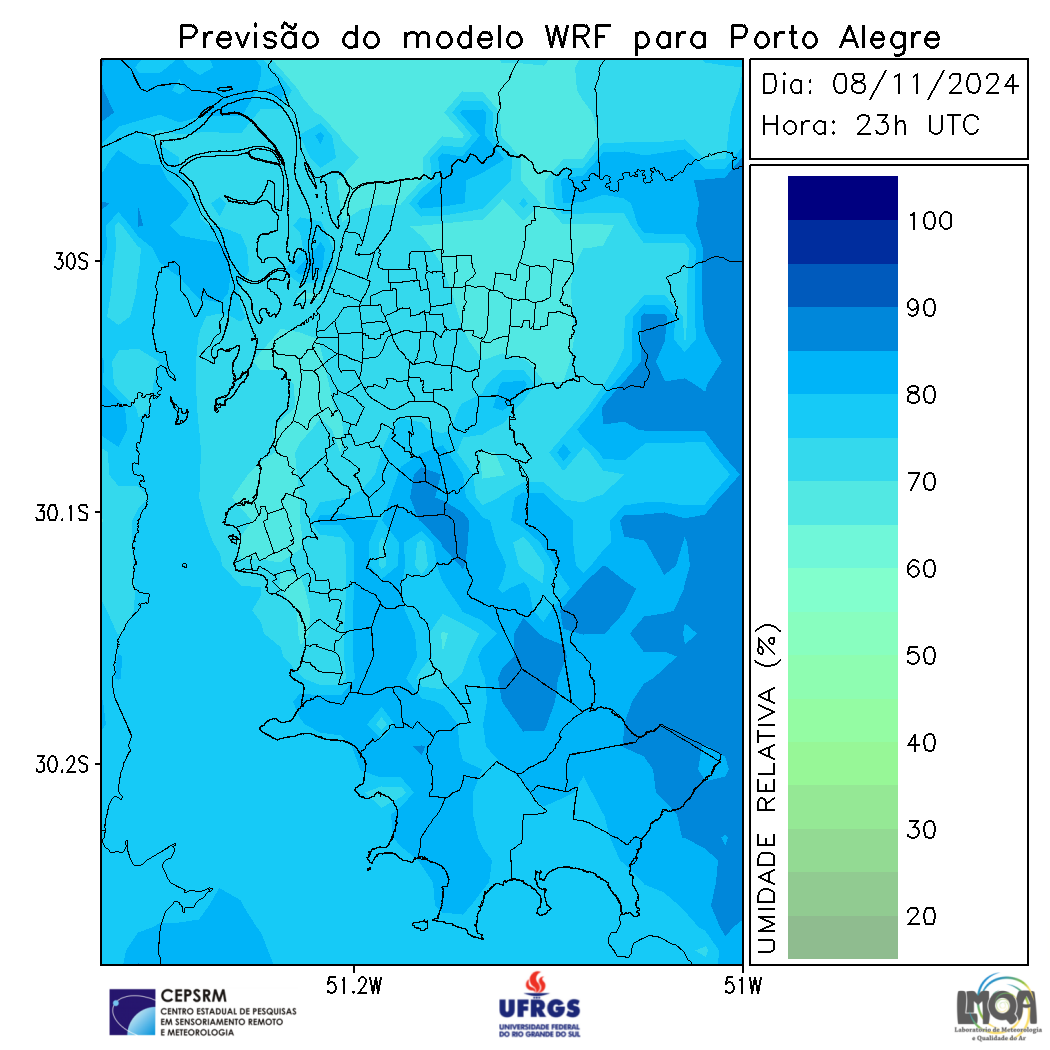 Previsão do modelo WRF para Porto Alegre
Dia: 08/11/2024
Hora: 23h UTC
30S
30.1S
30.2S
51.2W
51W
100
90
80
70
60
50
40
30
20
UMIDADE RELATIVA (%)
CEPSRM
CENTRO ESTADUAL DE PESQUISAS
EM SENSORIAMENTO REMOTO
E METEOROLOGIA
UFRGS
UNIVERSIDADE FEDERAL
DO RIO GRANDE DO SUL
LMQA
Laboratório de Meteorologia
e Qualidade do Ar